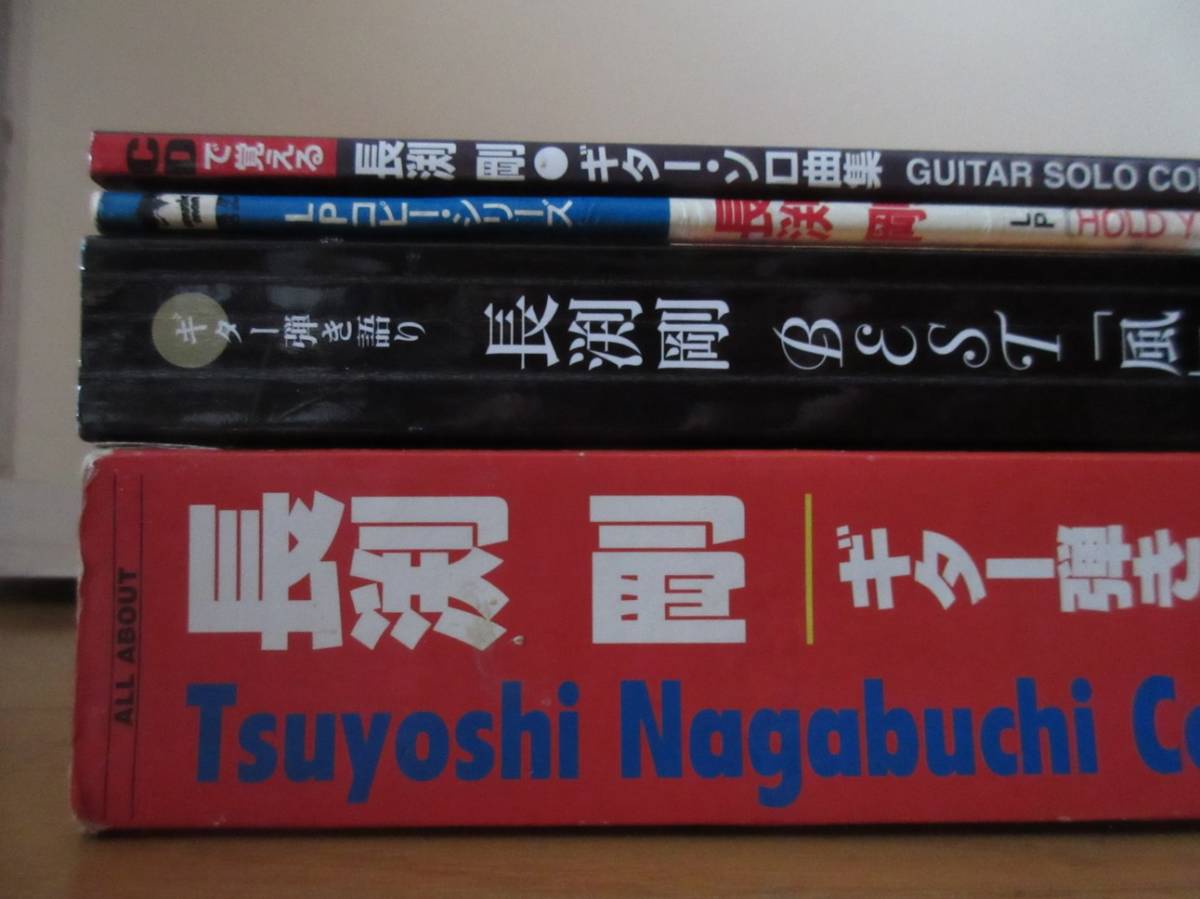 CDで覚える 長渕 剛●ギター・ソロ曲集 GUITAR SOLO CO
LPコピー・シリーズ 長渕 剛 LP HOLD Y
ギター弾き語り 長渕剛 BEST「風
ALL ABOUT
長渕 剛 ギター弾き
Tsuyoshi Nagabuchi C